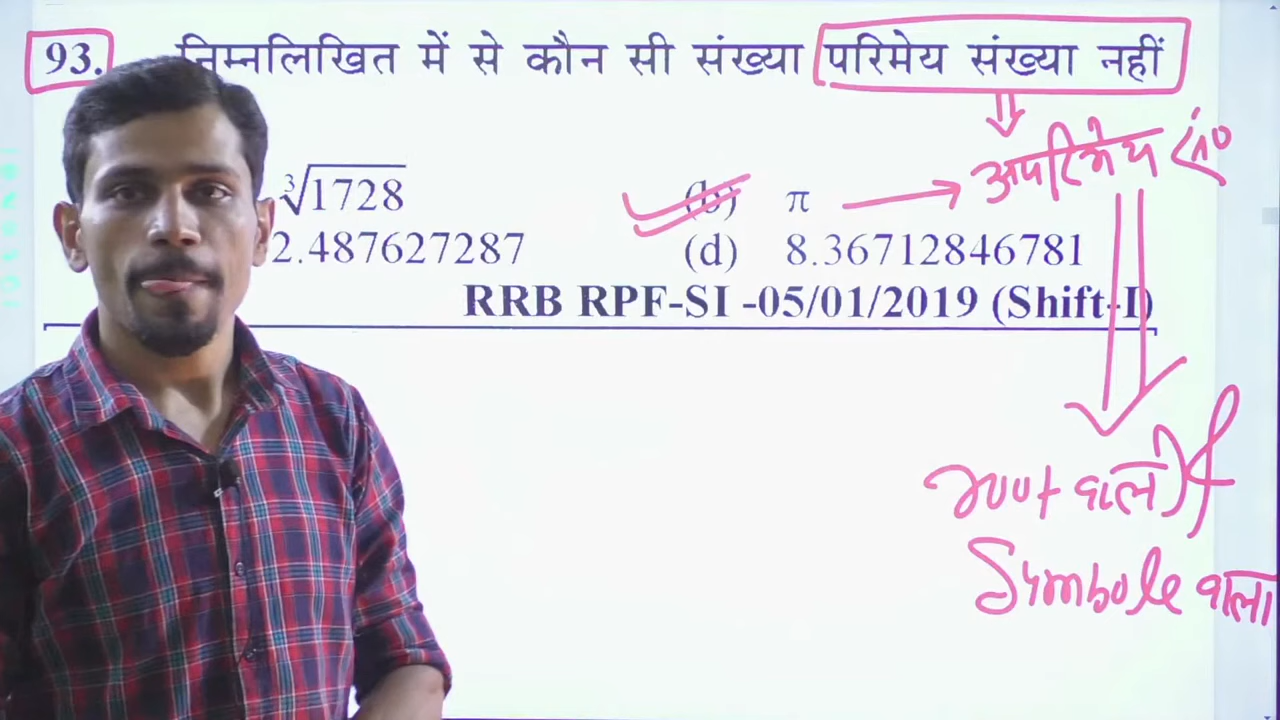 93. निम्नलिखित में से कौन सी संख्या परिमेय संख्या नहीं
अपरिमेय सं०
∛1728 (b) π
2.487627287 (d) 8.36712846781
RRB RPF-SI -05/01/2019 (Shift-I)
root वाली
Symbole वाला